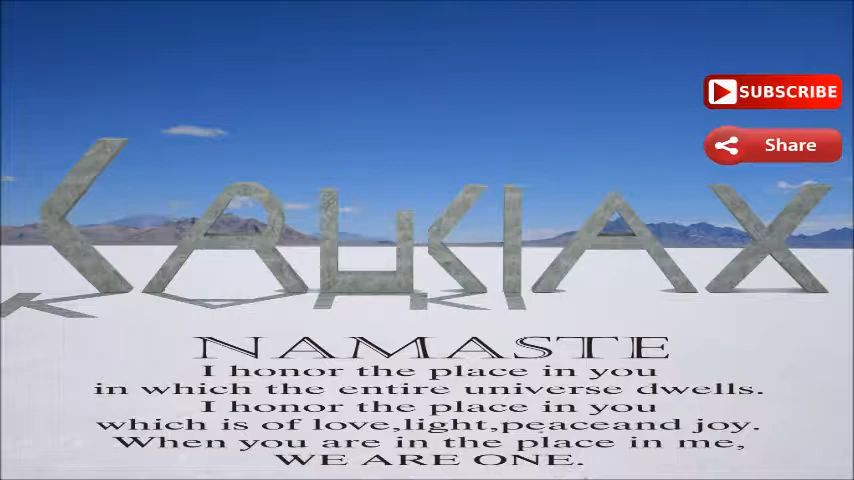 SUBSCRIBE
Share
NAMASTE
I honor the place in you
in which the entire universe dwells.
I honor the place in you
which is of love,light,peaceand joy.
When you are in the place in me,
WE ARE ONE.